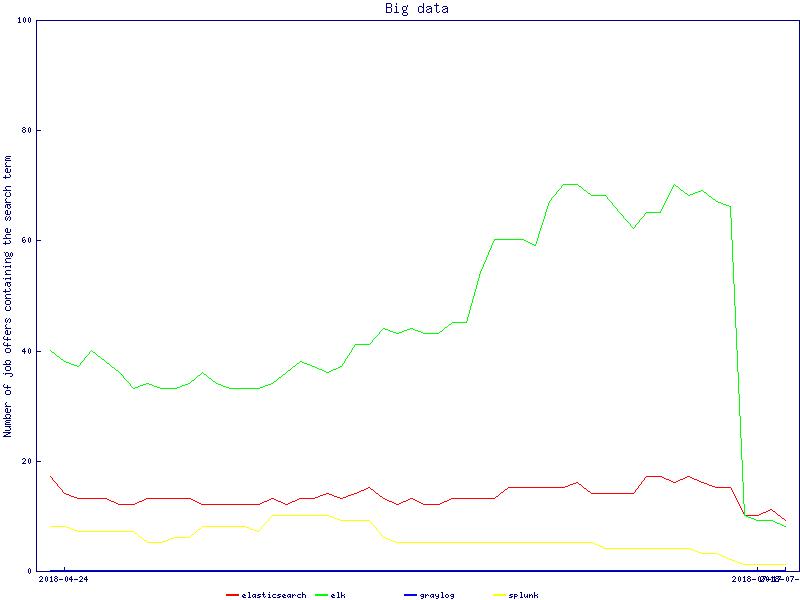 Big data
100
80
60
40
20
0
Number of job offers containing the search term
2018-04-24
elasticsearch elk graylog splunk